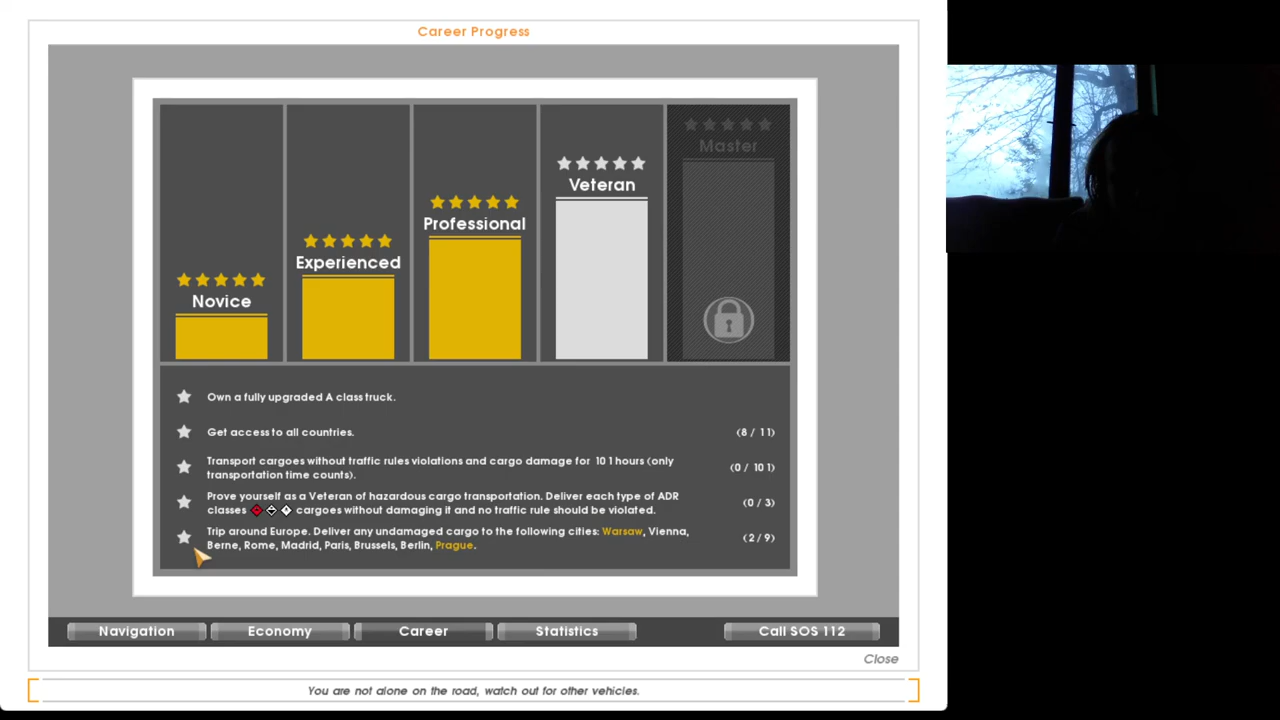 Career Progress
Master
Veteran
Professional
Experienced
Novice
Own a fully upgraded A class truck.
Get access to all countries. (8 / 11)
Transport cargoes without traffic rules violations and cargo damage for 101 hours (only
transportation time counts). (0 / 101)
Prove yourself as a Veteran of hazardous cargo transportation. Deliver each type of ADR
classes cargoes without damaging it and no traffic rule should be violated. (0 / 3)
Trip around Europe. Deliver any undamaged cargo to the following cities: Warsaw, Vienna,
Berne, Rome, Madrid, Paris, Brussels, Berlin, Prague. (2 / 9)
Navigation Economy Career Statistics Call SOS 112
Close
You are not alone on the road, watch out for other vehicles.